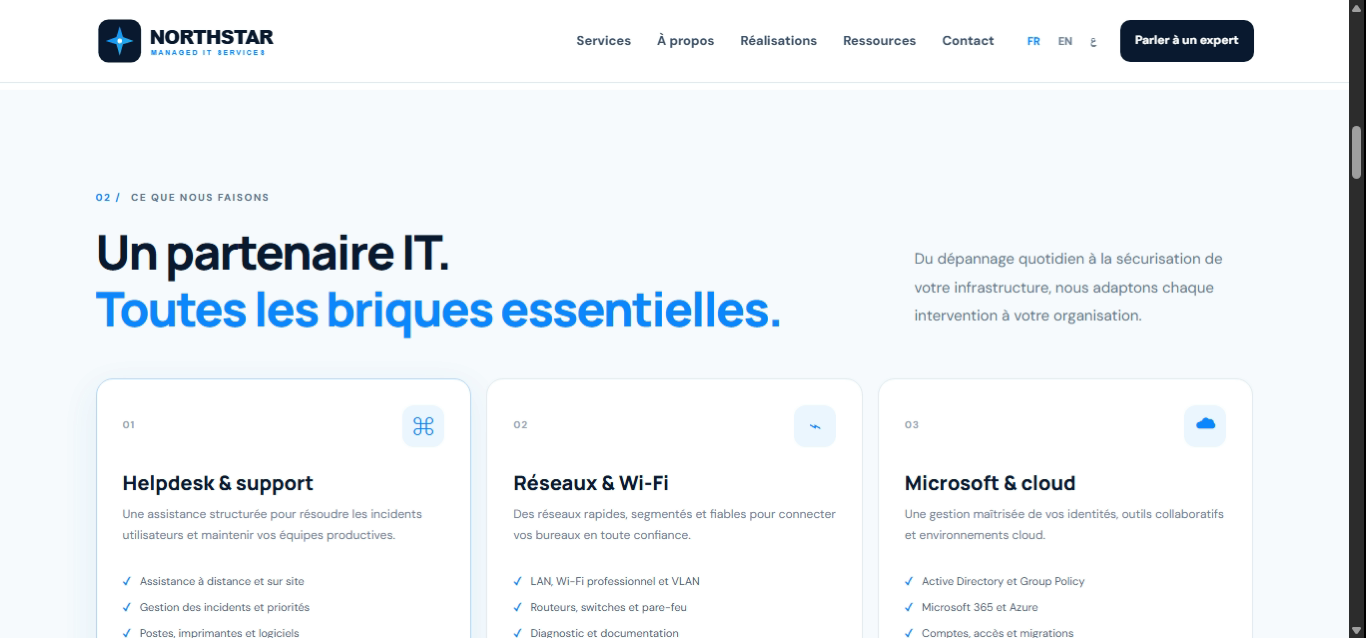 NORTHSTAR
MANAGED IT SERVICES
Services À propos Réalisations Ressources Contact FR EN ع Parler à un expert
02 / CE QUE NOUS FAISONS
Un partenaire IT.
Toutes les briques essentielles.
Du dépannage quotidien à la sécurisation de
votre infrastructure, nous adaptons chaque
intervention à votre organisation.
01
Helpdesk & support
Une assistance structurée pour résoudre les incidents
utilisateurs et maintenir vos équipes productives.
✓ Assistance à distance et sur site
✓ Gestion des incidents et priorités
✓ Postes, imprimantes et logiciels
02
Réseaux & Wi-Fi
Des réseaux rapides, segmentés et fiables pour connecter
vos bureaux en toute confiance.
✓ LAN, Wi-Fi professionnel et VLAN
✓ Routeurs, switches et pare-feu
✓ Diagnostic et documentation
03
Microsoft & cloud
Une gestion maîtrisée de vos identités, outils collaboratifs
et environnements cloud.
✓ Active Directory et Group Policy
✓ Microsoft 365 et Azure
✓ Comptes, accès et migrations